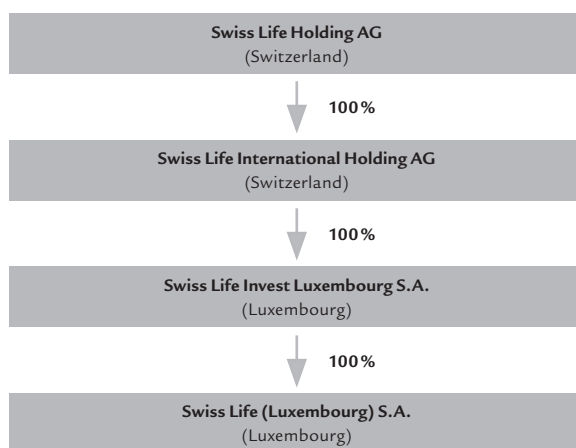 Swiss Life Holding AG
(Switzerland)
100%
Swiss Life International Holding AG
(Switzerland)
100%
Swiss Life Invest Luxembourg S.A.
(Luxembourg)
100%
Swiss Life (Luxembourg) S.A.
(Luxembourg)